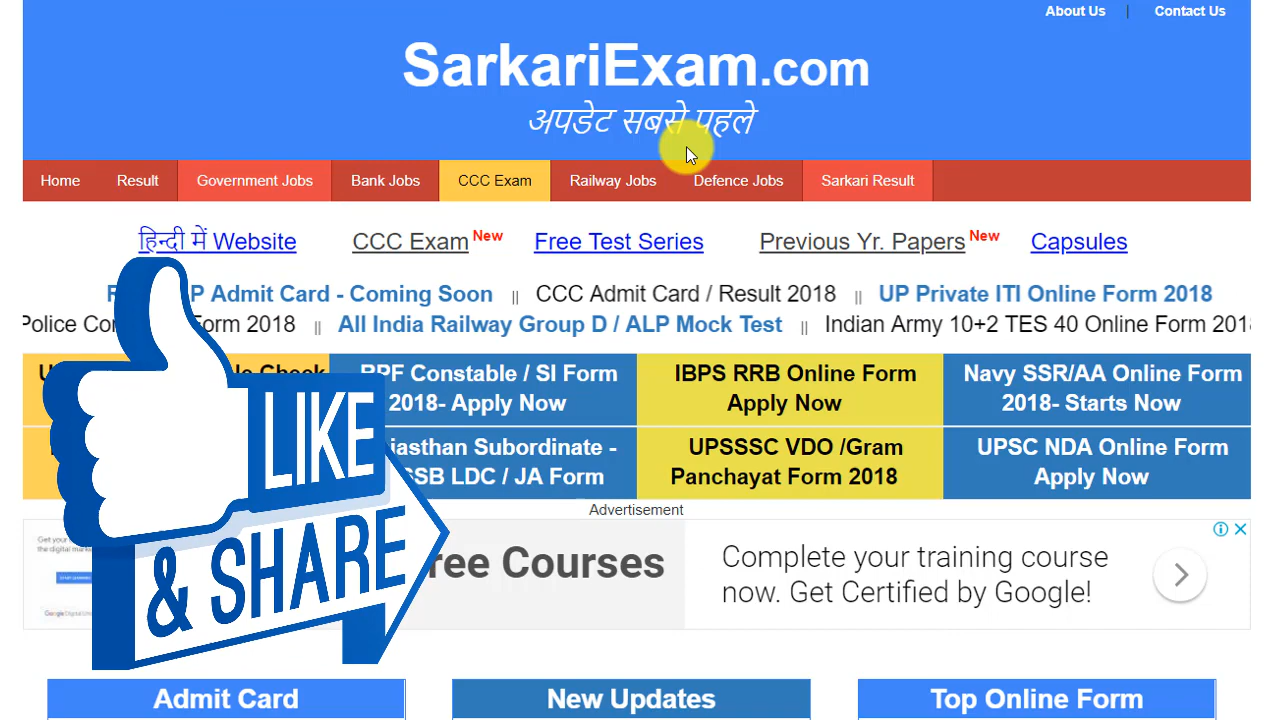 About Us | Contact Us
SarkariExam.com
अपडेट सबसे पहले
Home Result Government Jobs Bank Jobs CCC Exam Railway Jobs Defence Jobs Sarkari Result
हिन्दी में Website CCC Exam New Free Test Series Previous Yr. Papers New Capsules
Admit Card - Coming Soon || CCC Admit Card / Result 2018 || UP Private ITI Online Form 2018
Police Form 2018 || All India Railway Group D / ALP Mock Test || Indian Army 10+2 TES 40 Online Form
RPF Constable / SI Form
2018- Apply Now
IBPS RRB Online Form
Apply Now
Navy SSR/AA Online Form
2018- Starts Now
Subordinate -
LDC / JA Form
UPSSSC VDO /Gram
Panchayat Form 2018
UPSC NDA Online Form
Apply Now
LIKE
& SHARE
Advertisement
Courses
Complete your training course
now. Get Certified by Google!
Admit Card New Updates Top Online Form